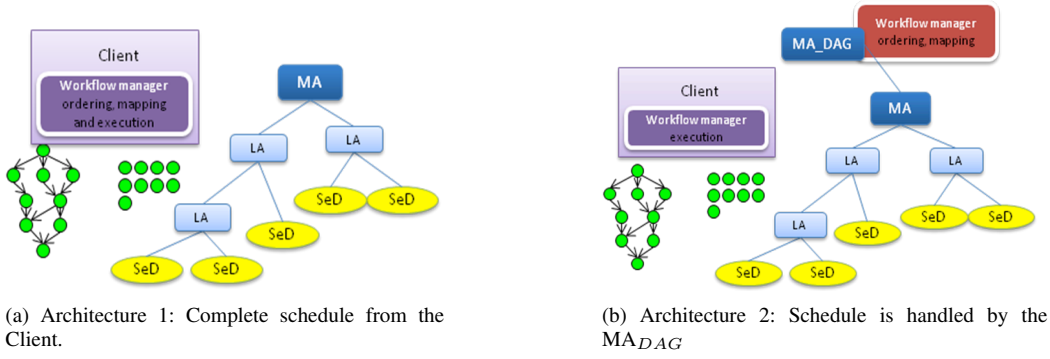 Client
Workflow manager
ordering, mapping
and execution
MA
LA
LA
LA
SeD
SeD
SeD
SeD
SeD
(a) Architecture 1: Complete schedule from the
Client.
MA_DAG
Workflow manager
ordering, mapping
Client
Workflow manager
execution
MA
LA
LA
LA
SeD
SeD
SeD
SeD
SeD
(b) Architecture 2: Schedule is handled by the
MA_DAG